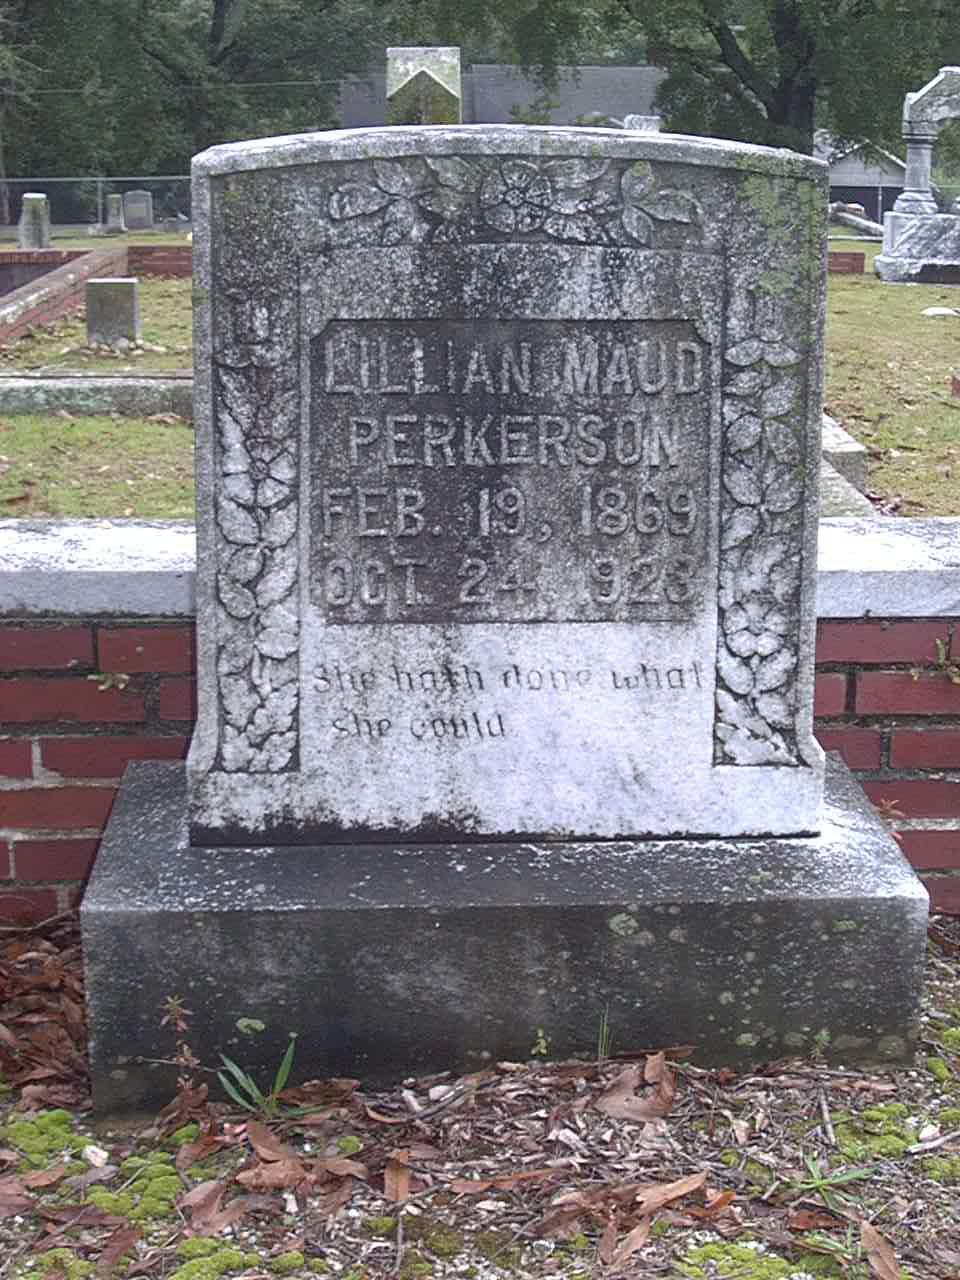 LILLIAN MAUD
PERKERSON
FEB. 19, 1869
OCT. 24, 1923
She hath done what
she could